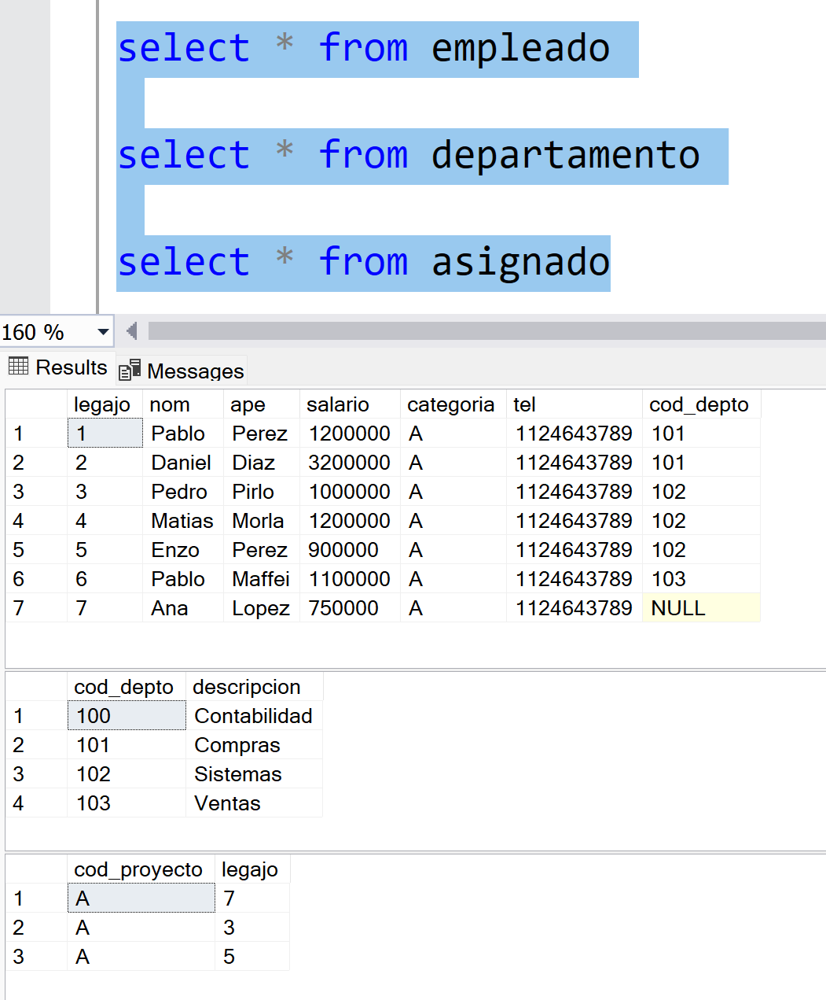 select * from empleado
select * from departamento
select * from asignado
160 %
Results Messages
legajo nom ape salario categoria tel cod_depto
1 1 Pablo Perez 1200000 A 1124643789 101
2 2 Daniel Diaz 3200000 A 1124643789 101
3 3 Pedro Pirlo 1000000 A 1124643789 102
4 4 Matias Morla 1200000 A 1124643789 102
5 5 Enzo Perez 900000 A 1124643789 102
6 6 Pablo Maffei 1100000 A 1124643789 103
7 7 Ana Lopez 750000 A 1124643789 NULL
cod_depto descripcion
1 100 Contabilidad
2 101 Compras
3 102 Sistemas
4 103 Ventas
cod_proyecto legajo
1 A 7
2 A 3
3 A 5